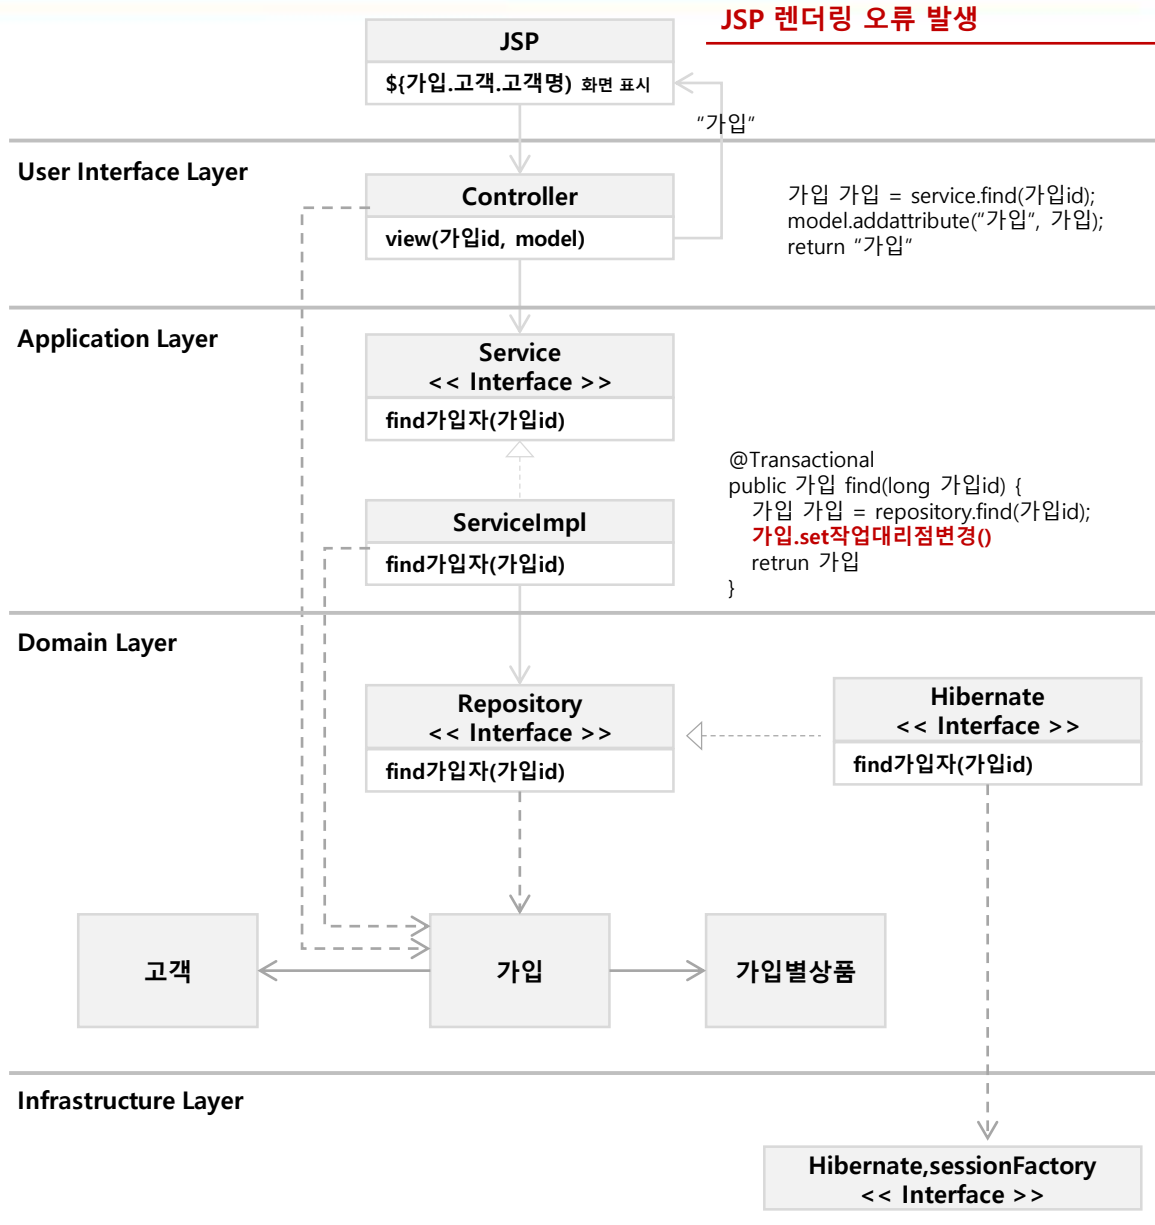 JSP 렌더링 오류 발생
JSP
${가입.고객.고객명) 화면 표시
“가입“
User Interface Layer
Controller
view(가입id, model)
가입 가입 = service.find(가입id);
model.addattribute(“가입“, 가입);
return “가입“
Application Layer
Service
<< Interface >>
find가입자(가입id)
@Transactional
public 가입 find(long 가입id) {
가입 가입 = repository.find(가입id);
가입.set작업대리점변경()
retrun 가입
}
ServiceImpl
find가입자(가입id)
Domain Layer
Repository
<< Interface >>
find가입자(가입id)
Hibernate
<< Interface >>
find가입자(가입id)
고객
가입
가입별상품
Infrastructure Layer
Hibernate,sessionFactory
<< Interface >>